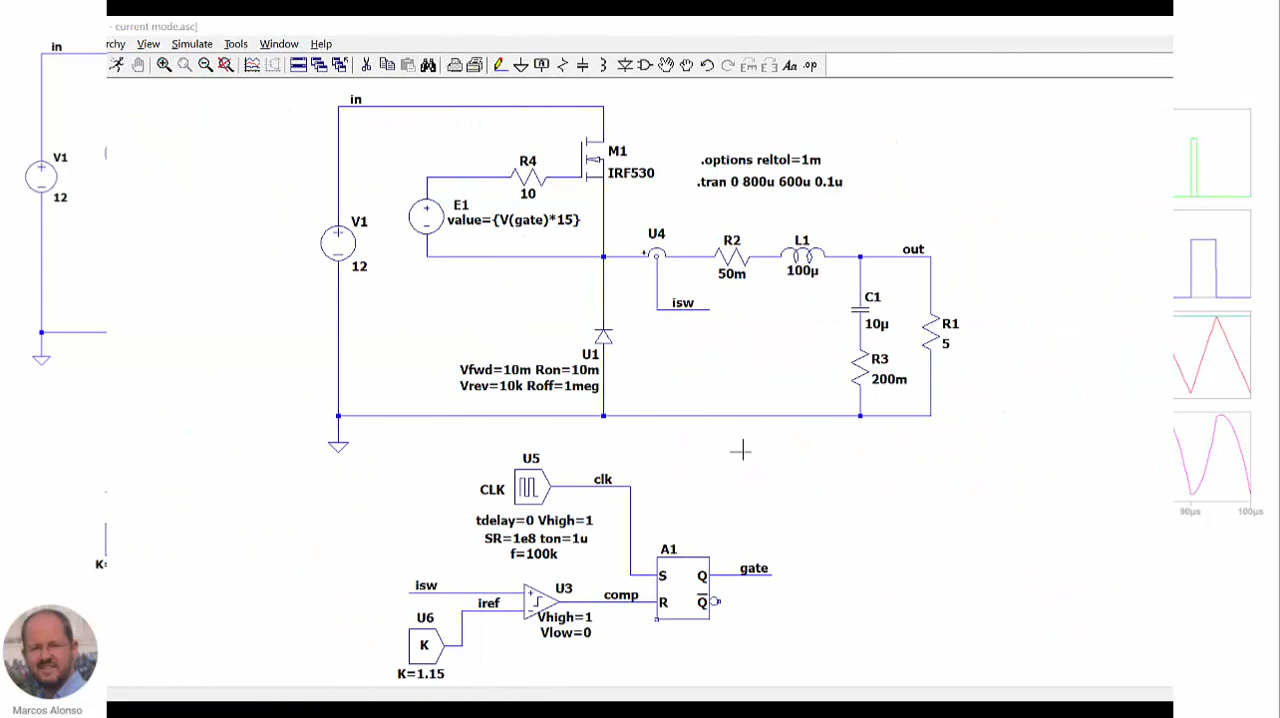 - current mode.asc]
rchy View Simulate Tools Window Help
in
V1
12
K=
in
V1
12
R4
10
M1
IRF530
E1
value={V(gate)*15}
.options reltol=1m
.tran 0 800u 600u 0.1u
U4
isw
R2
50m
L1
100µ
out
C1
10µ
R1
5
R3
200m
U1
Vfwd=10m Ron=10m
Vrev=10k Roff=1meg
U5
CLK
clk
tdelay=0 Vhigh=1
SR=1e8 ton=1u
f=100k
A1
S Q
R Q
gate
isw
iref
U3
comp
Vhigh=1
Vlow=0
U6
K
K=1.15
90µs 100µs
Marcos Alonso